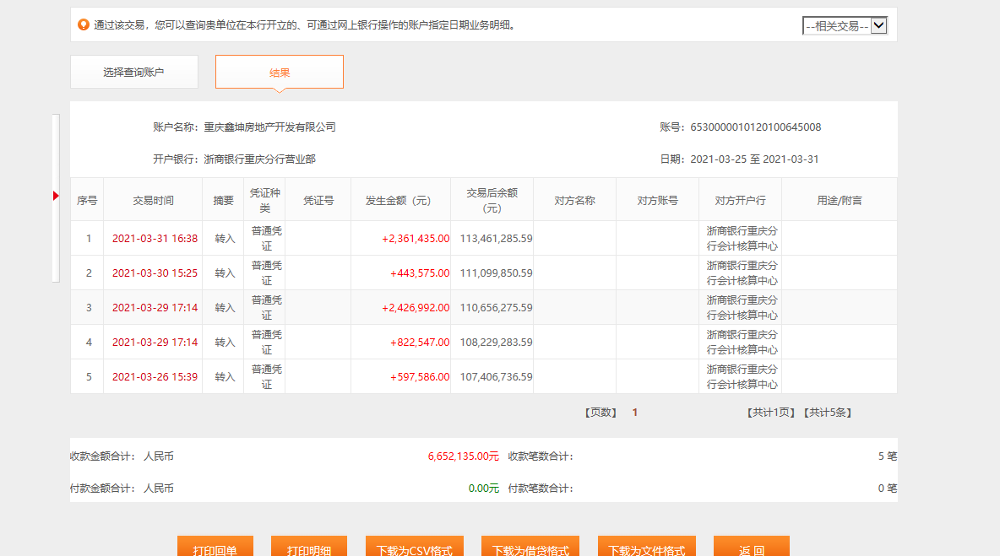 通过该交易，您可以查询贵单位在本行开立的、可通过网上银行操作的账户指定日期业务明细。
--相关交易--
选择查询账户
结果
账户名称：重庆鑫坤房地产开发有限公司
账号：6530000010120100645008
开户银行：浙商银行重庆分行营业部
日期：2021-03-25 至 2021-03-31
序号 交易时间 摘要 凭证种类 凭证号 发生金额（元） 交易后余额（元） 对方名称 对方账号 对方开户行 用途/附言
1 2021-03-31 16:38 转入 普通凭证 +2,361,435.00 113,461,285.59 浙商银行重庆分行会计核算中心
2 2021-03-30 15:25 转入 普通凭证 +443,575.00 111,099,850.59 浙商银行重庆分行会计核算中心
3 2021-03-29 17:14 转入 普通凭证 +2,426,992.00 110,656,275.59 浙商银行重庆分行会计核算中心
4 2021-03-29 17:14 转入 普通凭证 +822,547.00 108,229,283.59 浙商银行重庆分行会计核算中心
5 2021-03-26 15:39 转入 普通凭证 +597,586.00 107,406,736.59 浙商银行重庆分行会计核算中心
【页数】 1 【共计1页】【共计5条】
收款金额合计： 人民币 6,652,135.00元 收款笔数合计： 5 笔
付款金额合计： 人民币 0.00元 付款笔数合计： 0 笔
打印回单 打印明细 下载为CSV格式 下载为借贷格式 下载为文件格式 返 回